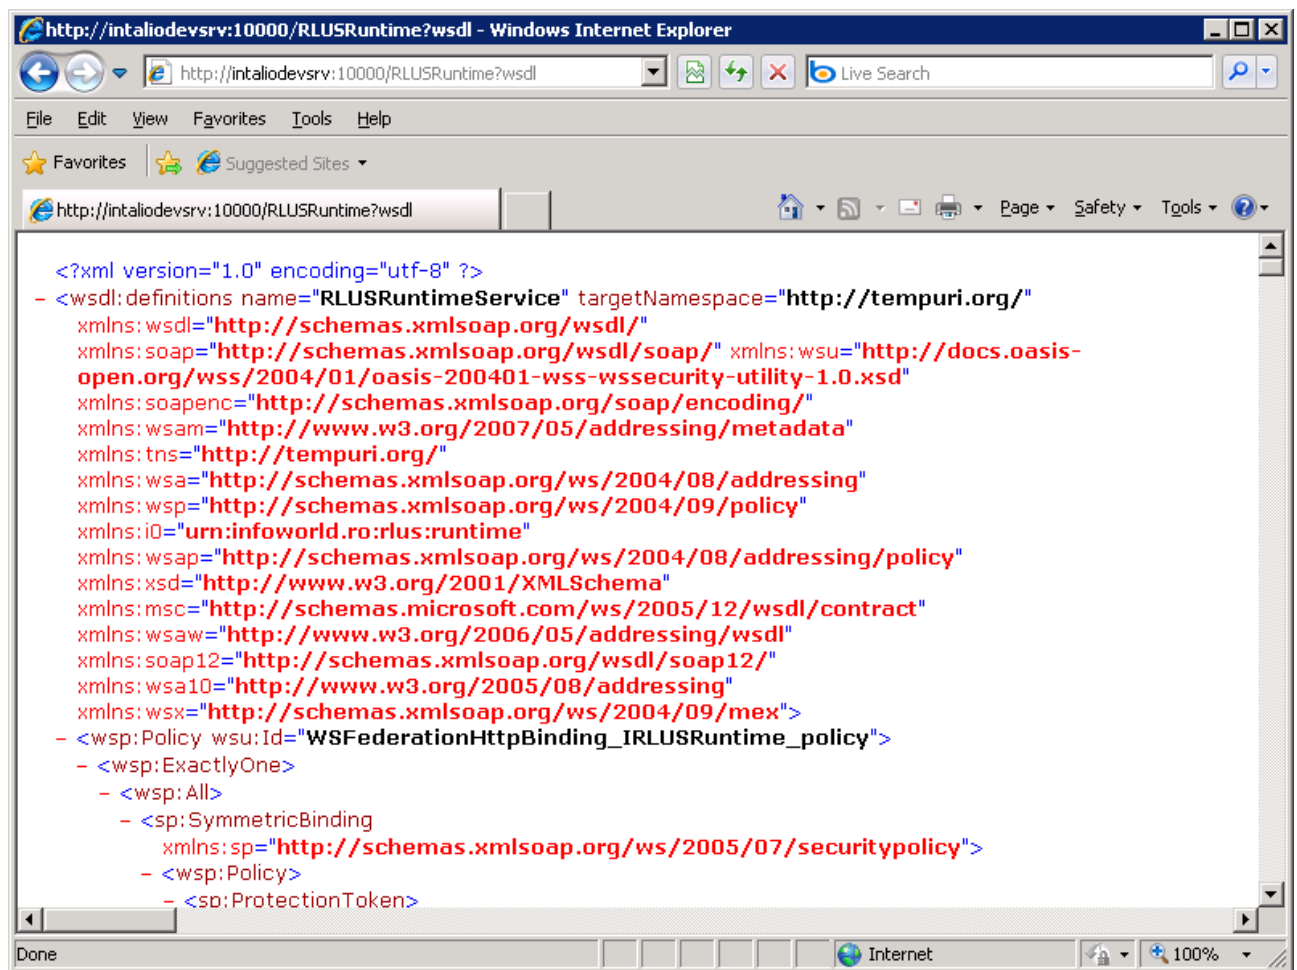 http://intaliodevsrv:10000/RLUSRuntime?wsdl - Windows Internet Explorer
http://intaliodevsrv:10000/RLUSRuntime?wsdl
Live Search
File Edit View Favorites Tools Help
Favorites Suggested Sites
http://intaliodevsrv:10000/RLUSRuntime?wsdl
Page Safety Tools
<?xml version="1.0" encoding="utf-8" ?>
- <wsdl:definitions name="RLUSRuntimeService" targetNamespace="http://tempuri.org/"
xmlns:wsdl="http://schemas.xmlsoap.org/wsdl/"
xmlns:soap="http://schemas.xmlsoap.org/wsdl/soap/" xmlns:wsu="http://docs.oasis-
open.org/wss/2004/01/oasis-200401-wss-wssecurity-utility-1.0.xsd"
xmlns:soapenc="http://schemas.xmlsoap.org/soap/encoding/"
xmlns:wsam="http://www.w3.org/2007/05/addressing/metadata"
xmlns:tns="http://tempuri.org/"
xmlns:wsa="http://schemas.xmlsoap.org/ws/2004/08/addressing"
xmlns:wsp="http://schemas.xmlsoap.org/ws/2004/09/policy"
xmlns:i0="urn:infoworld.ro:rlus:runtime"
xmlns:wsap="http://schemas.xmlsoap.org/ws/2004/08/addressing/policy"
xmlns:xsd="http://www.w3.org/2001/XMLSchema"
xmlns:msc="http://schemas.microsoft.com/ws/2005/12/wsdl/contract"
xmlns:wsaw="http://www.w3.org/2006/05/addressing/wsdl"
xmlns:soap12="http://schemas.xmlsoap.org/wsdl/soap12/"
xmlns:wsa10="http://www.w3.org/2005/08/addressing"
xmlns:wsx="http://schemas.xmlsoap.org/ws/2004/09/mex">
- <wsp:Policy wsu:Id="WSFederationHttpBinding_IRLUSRuntime_policy">
- <wsp:ExactlyOne>
- <wsp:All>
- <sp:SymmetricBinding
xmlns:sp="http://schemas.xmlsoap.org/ws/2005/07/securitypolicy">
- <wsp:Policy>
- <sp:ProtectionToken>
Done Internet 100%